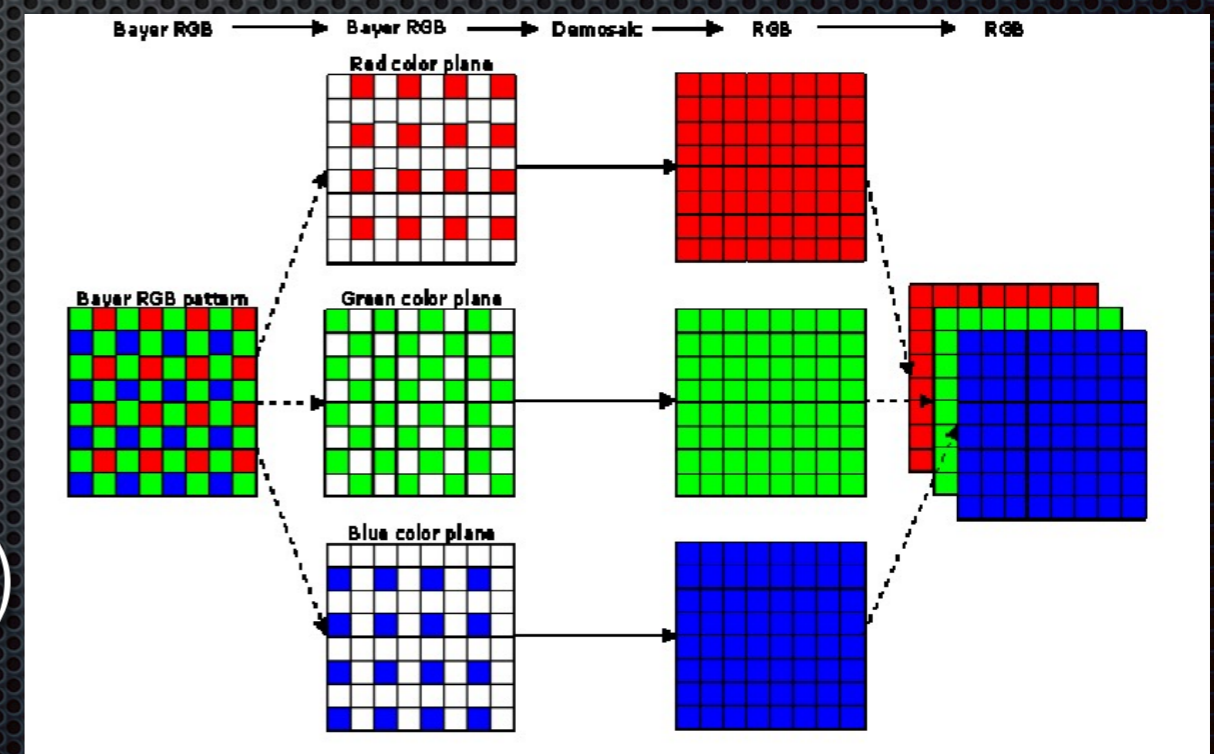 Bayer RGB Bayer RGB Demosaic RGB RGB
Red color plane
Bayer RGB pattern
Green color plane
Blue color plane